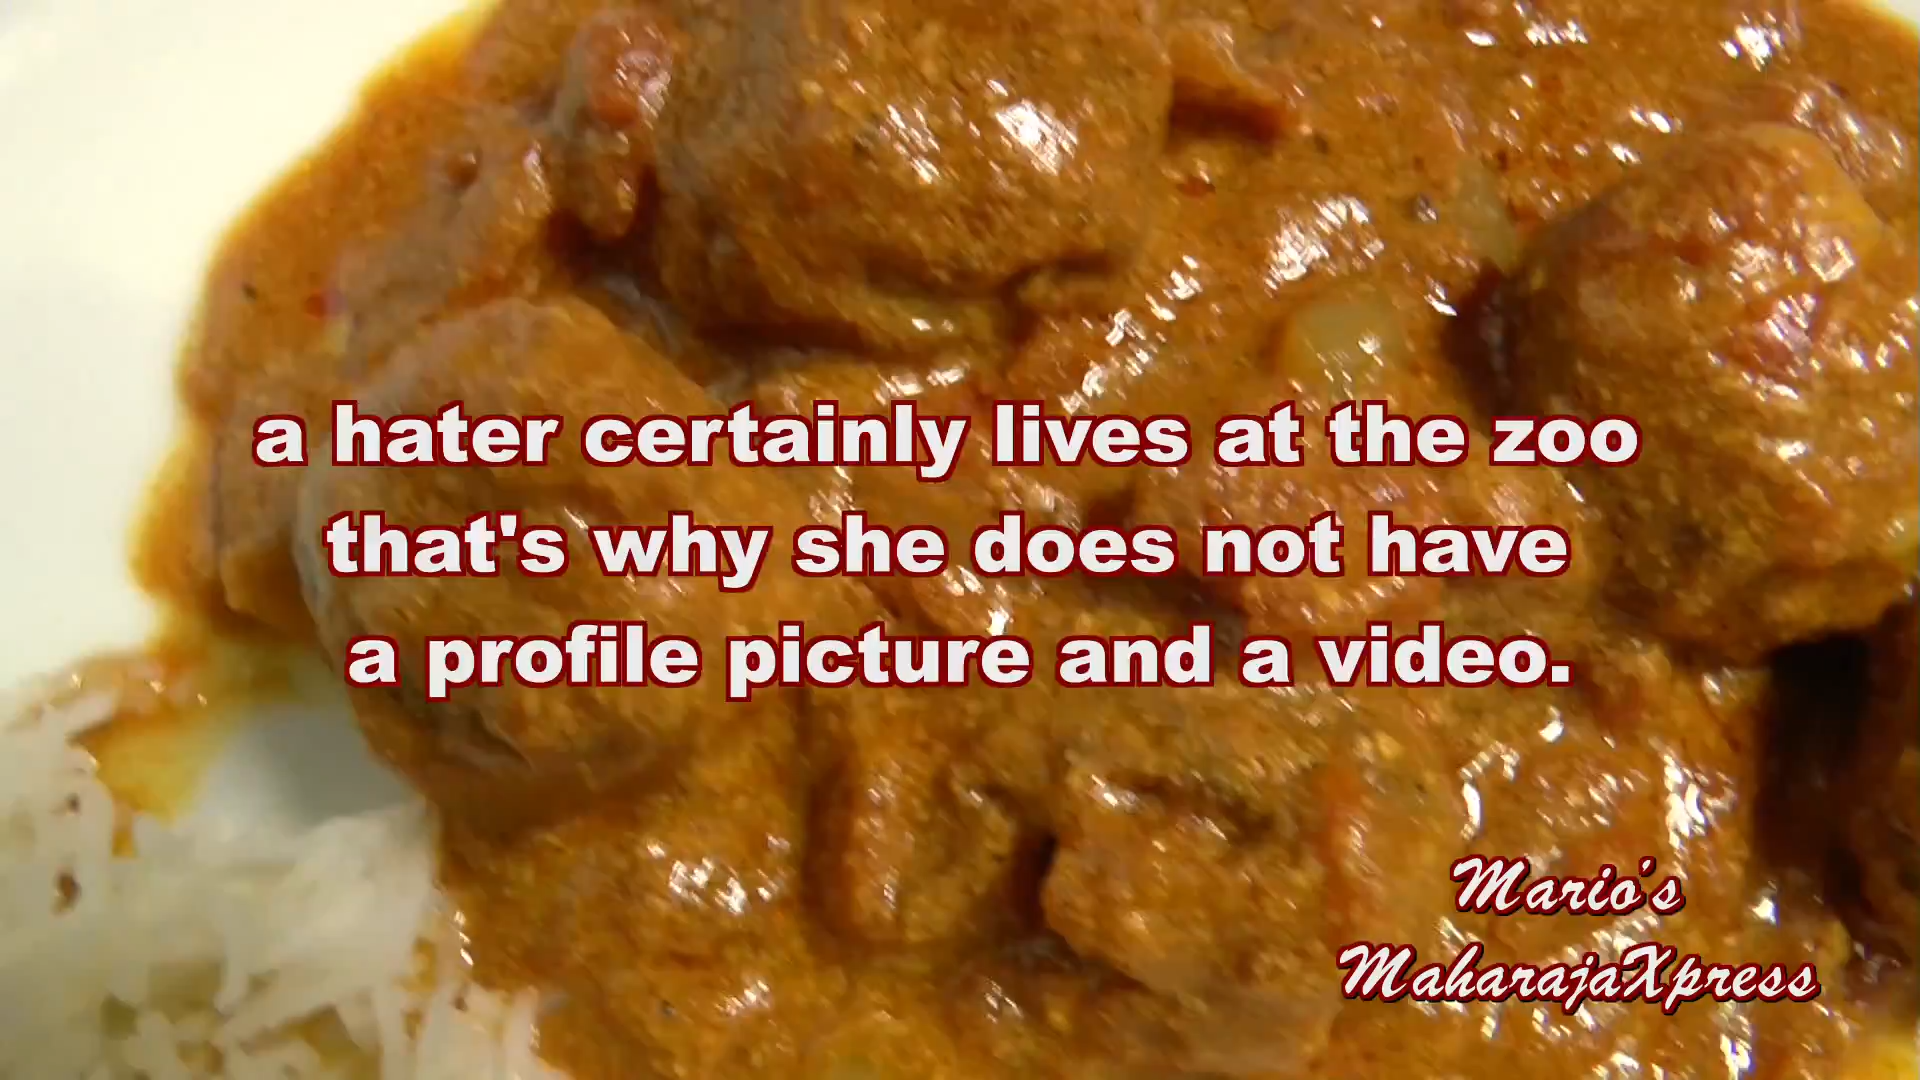 a hater certainly lives at the zoo
that's why she does not have
a profile picture and a video.
Mario's
MaharajaXpress